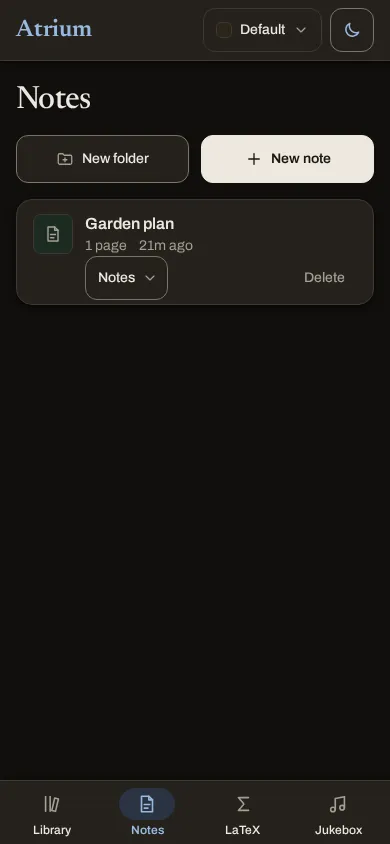 Atrium
Default
Notes
New folder
New note
Garden plan
1 page 21m ago
Notes
Delete
Library
Notes
LaTeX
Jukebox